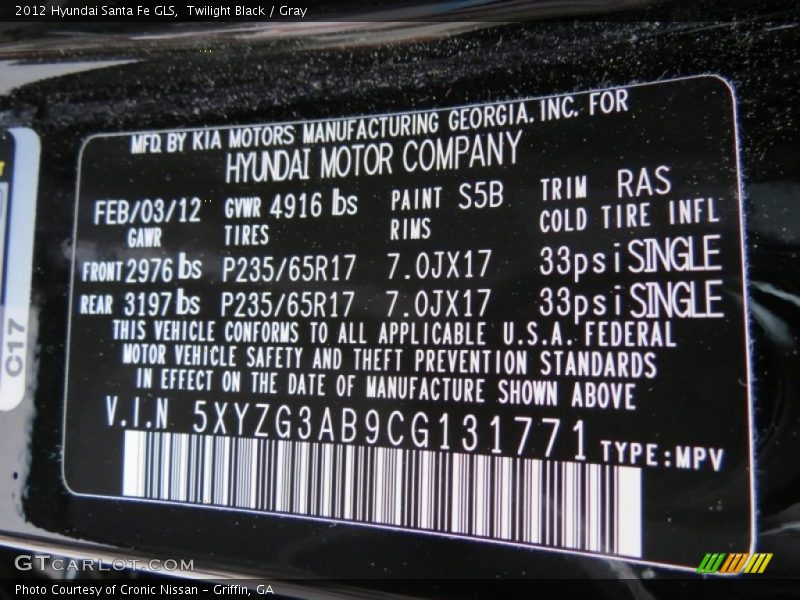 2012 Hyundai Santa Fe GLS, Twilight Black / Gray
MFD. BY KIA MOTORS MANUFACTURING GEORGIA. INC. FOR
HYUNDAI MOTOR COMPANY
FEB/03/12 GVWR 4916 lbs PAINT S5B TRIM RAS
GAWR TIRES RIMS COLD TIRE INFL
FRONT 2976 lbs P235/65R17 7.0JX17 33psi SINGLE
REAR 3197 lbs P235/65R17 7.0JX17 33psi SINGLE
THIS VEHICLE CONFORMS TO ALL APPLICABLE U.S.A. FEDERAL
MOTOR VEHICLE SAFETY AND THEFT PREVENTION STANDARDS
IN EFFECT ON THE DATE OF MANUFACTURE SHOWN ABOVE
V.I.N 5XYZG3AB9CG131771 TYPE:MPV
C17
GTCARLOT.COM
Photo Courtesy of Cronic Nissan - Griffin, GA